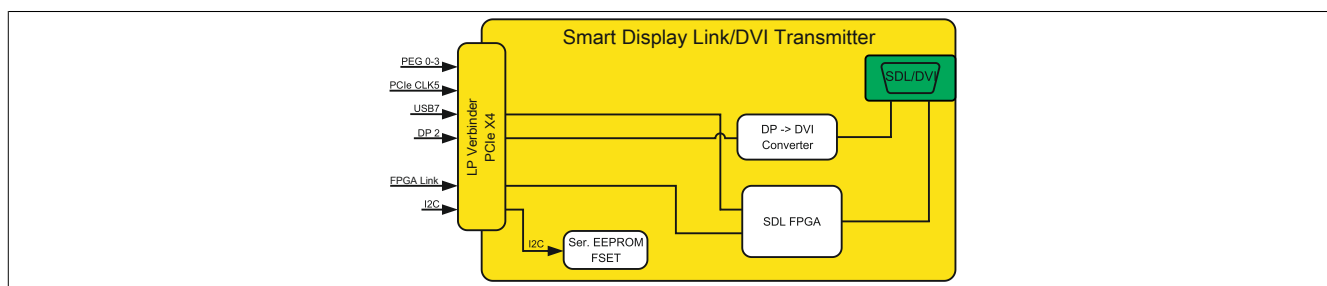 Smart Display Link/DVI Transmitter
SDL/DVI
PEG 0-3
PCIe CLK5
USB7
DP 2
FPGA Link
I2C
LP Verbinder
PCIe X4
DP -> DVI
Converter
SDL FPGA
I2C
Ser. EEPROM
FSET